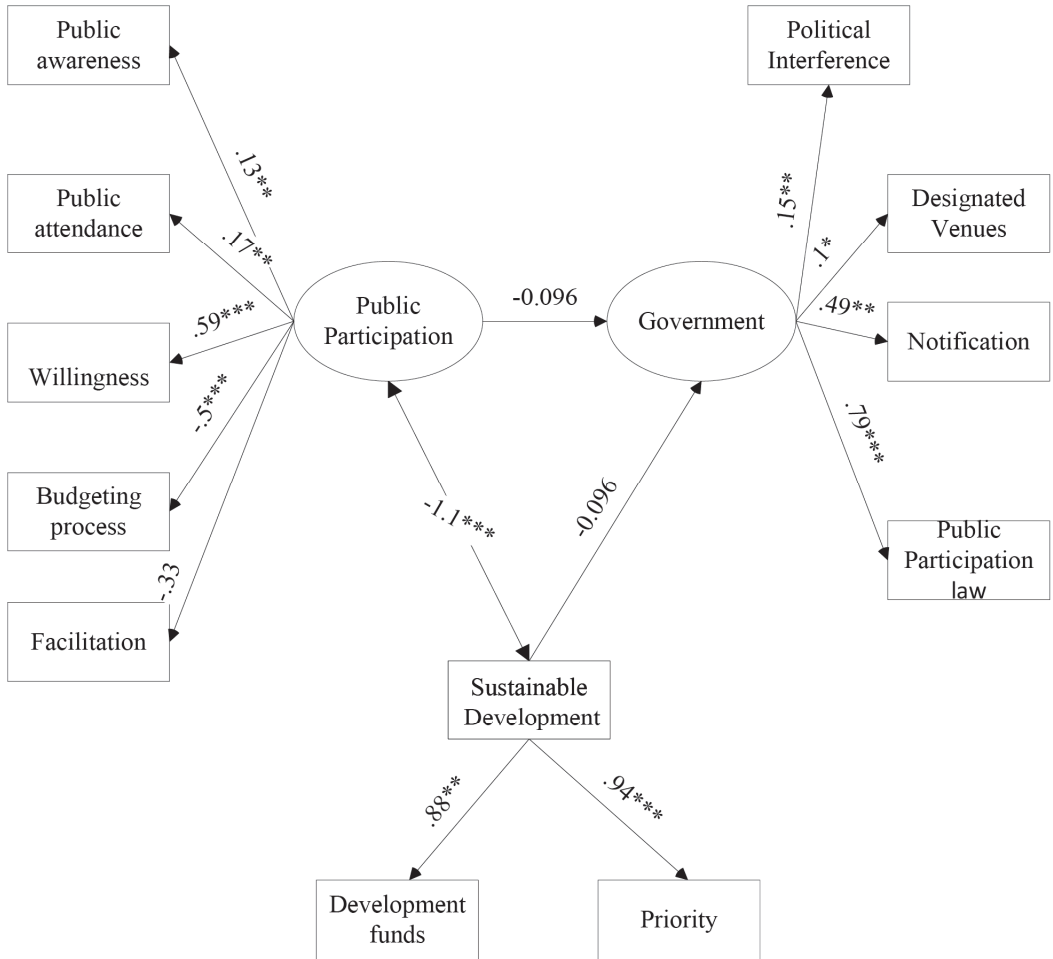 Public
awareness
Political
Interference
.13**
Public
attendance
.17**
.15**
Designated
Venues
.1*
Public
Participation
-0.096
Government
.59***
Willingness
.49**
Notification
-.5***
Budgeting
process
.79***
-.33
Facilitation
-1.1***
-0.096
Public
Participation
law
Sustainable
Development
.88**
.94***
Development
funds
Priority